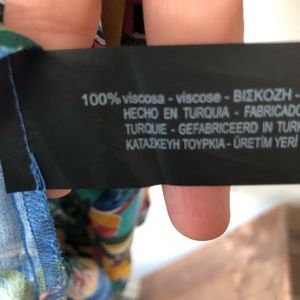 100% viscosa - viscose - ΒΙΣΚΟΖΗ -
HECHO EN TURQUIA - FABRICADO
TURQUIE - GEFABRICEERD IN TURK
ΚΑΤΑΣΚΕΥΗ ΤΟΥΡΚΙΑ - ÜRETİM YERİ